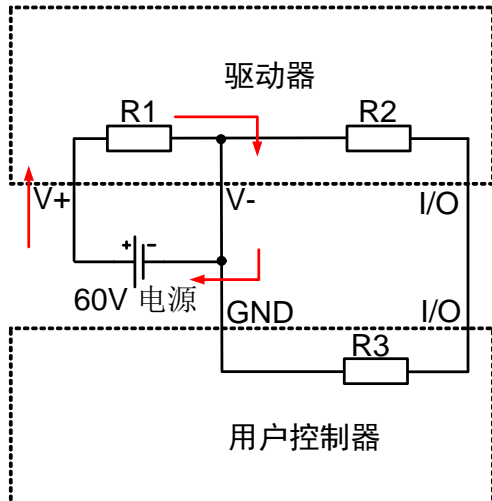 驱动器
R1
R2
V+
V-
I/O
60V 电源
GND
I/O
R3
用户控制器